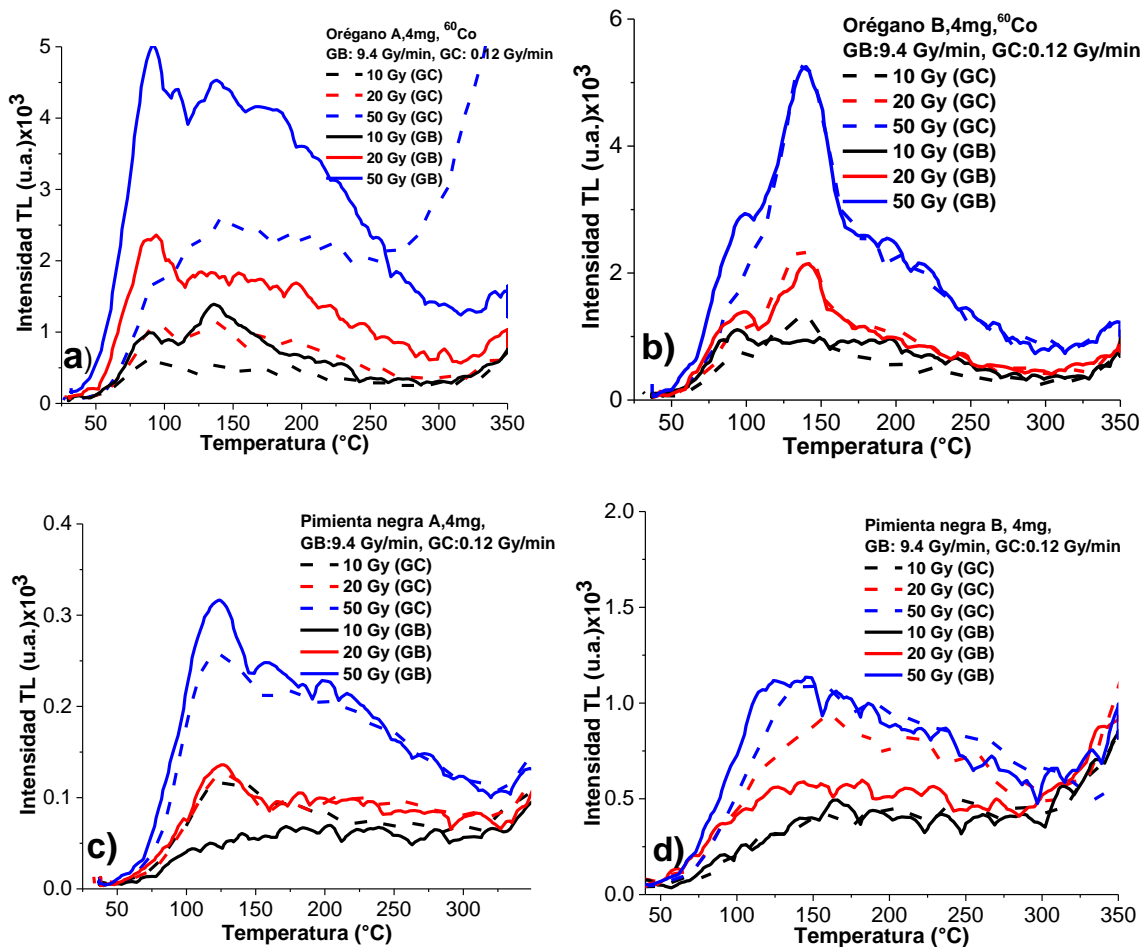 Orégano A,4mg, ⁶⁰Co
GB: 9.4 Gy/min, GC: 0.12 Gy/min
10 Gy (GC)
20 Gy (GC)
50 Gy (GC)
10 Gy (GB)
20 Gy (GB)
50 Gy (GB)
Intensidad TL (u.a.)x10³
5
4
3
2
1
0
a)
50 100 150 200 250 300 350
Temperatura (°C)
Orégano B,4mg,⁶⁰Co
GB:9.4 Gy/min, GC:0.12 Gy/min
10 Gy (GC)
20 Gy (GC)
50 Gy (GC)
10 Gy (GB)
20 Gy (GB)
50 Gy (GB)
Intensidad TL (u.a.)x10³
6
4
2
0
b)
0 50 100 150 200 250 300 350
Temperatura (°C)
Pimienta negra A,4mg,
GB:9.4 Gy/min, GC:0.12 Gy/min
10 Gy (GC)
20 Gy (GC)
50 Gy (GC)
10 Gy (GB)
20 Gy (GB)
50 Gy (GB)
Intensidad TL (u.a.)x10³
0.4
0.3
0.2
0.1
0.0
c)
50 100 150 200 250 300
Temperatura (°C)
Pimienta negra B, 4mg,
GB: 9.4 Gy/min, GC:0.12 Gy/min
10 Gy (GC)
20 Gy (GC)
50 Gy (GC)
10 Gy (GB)
20 Gy (GB)
50 Gy (GB)
Intensidad TL (u.a.)x10³
2.0
1.5
1.0
0.5
0.0
d)
50 100 150 200 250 300 350
Temperatura (°C)